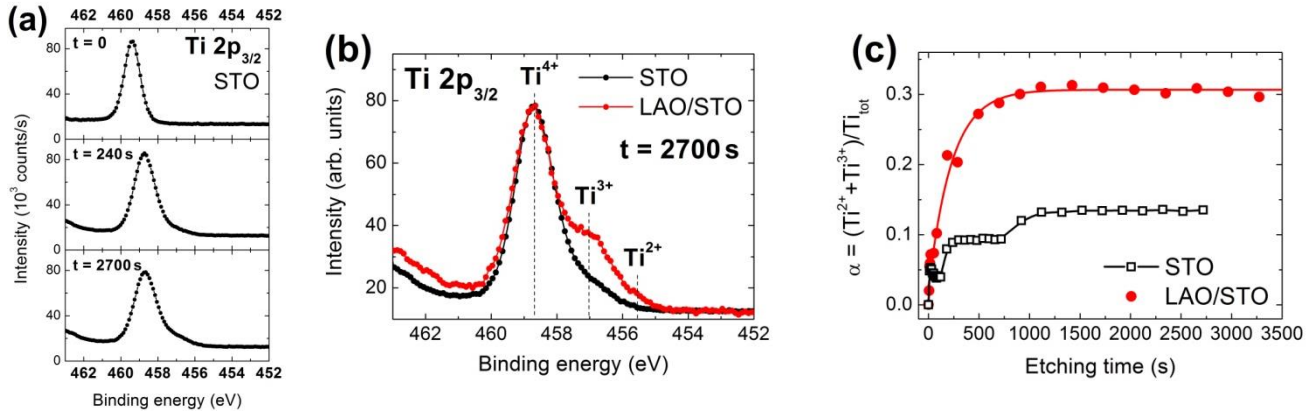 (a)
462 460 458 456 454 452
t = 0
Ti 2p3/2
STO
80
40
0
t = 240 s
80
40
0
t = 2700 s
80
40
0
462 460 458 456 454 452
Binding energy (eV)
Intensity (10³ counts/s)
(b)
Ti 2p3/2
Ti4+
STO
LAO/STO
t = 2700 s
Ti3+
Ti2+
80
60
40
20
462 460 458 456 454 452
Binding energy (eV)
Intensity (arb. units)
(c)
0.3
0.2
0.1
0.0
STO
LAO/STO
0 500 1000 1500 2000 2500 3000 3500
Etching time (s)
α = (Ti2++Ti3+)/Titot